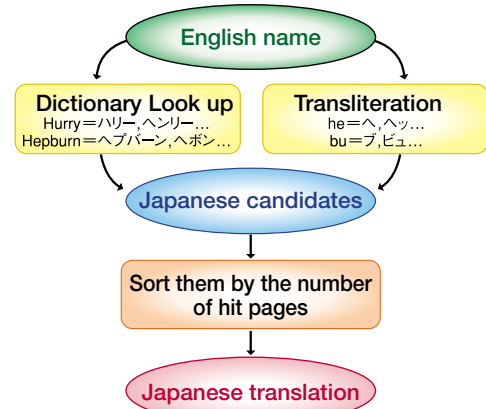 English name
Dictionary Look up
Hurry＝ハリー,ヘンリー…
Hepburn＝ヘプバーン,ヘボン…
Transliteration
he＝ヘ,ヘッ…
bu＝ブ,ビュ…
Japanese candidates
Sort them by the number
of hit pages
Japanese translation